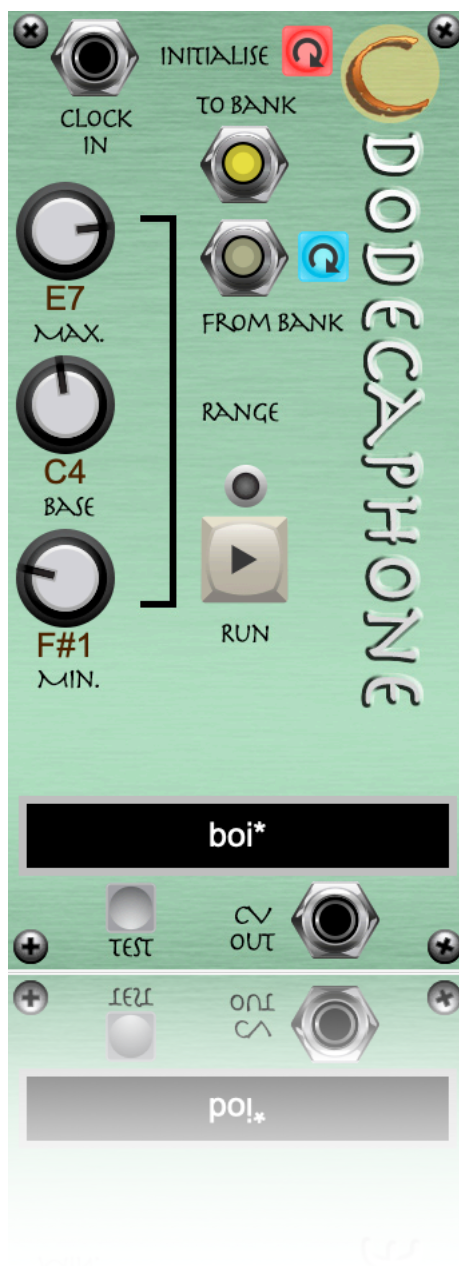 INITIALISE
CLOCK
IN
TO BANK
E7
MAX.
FROM BANK
C4
BASE
RANGE
F#1
MIN.
RUN
DODECAPHONE
boi*
TEST
CV
OUT